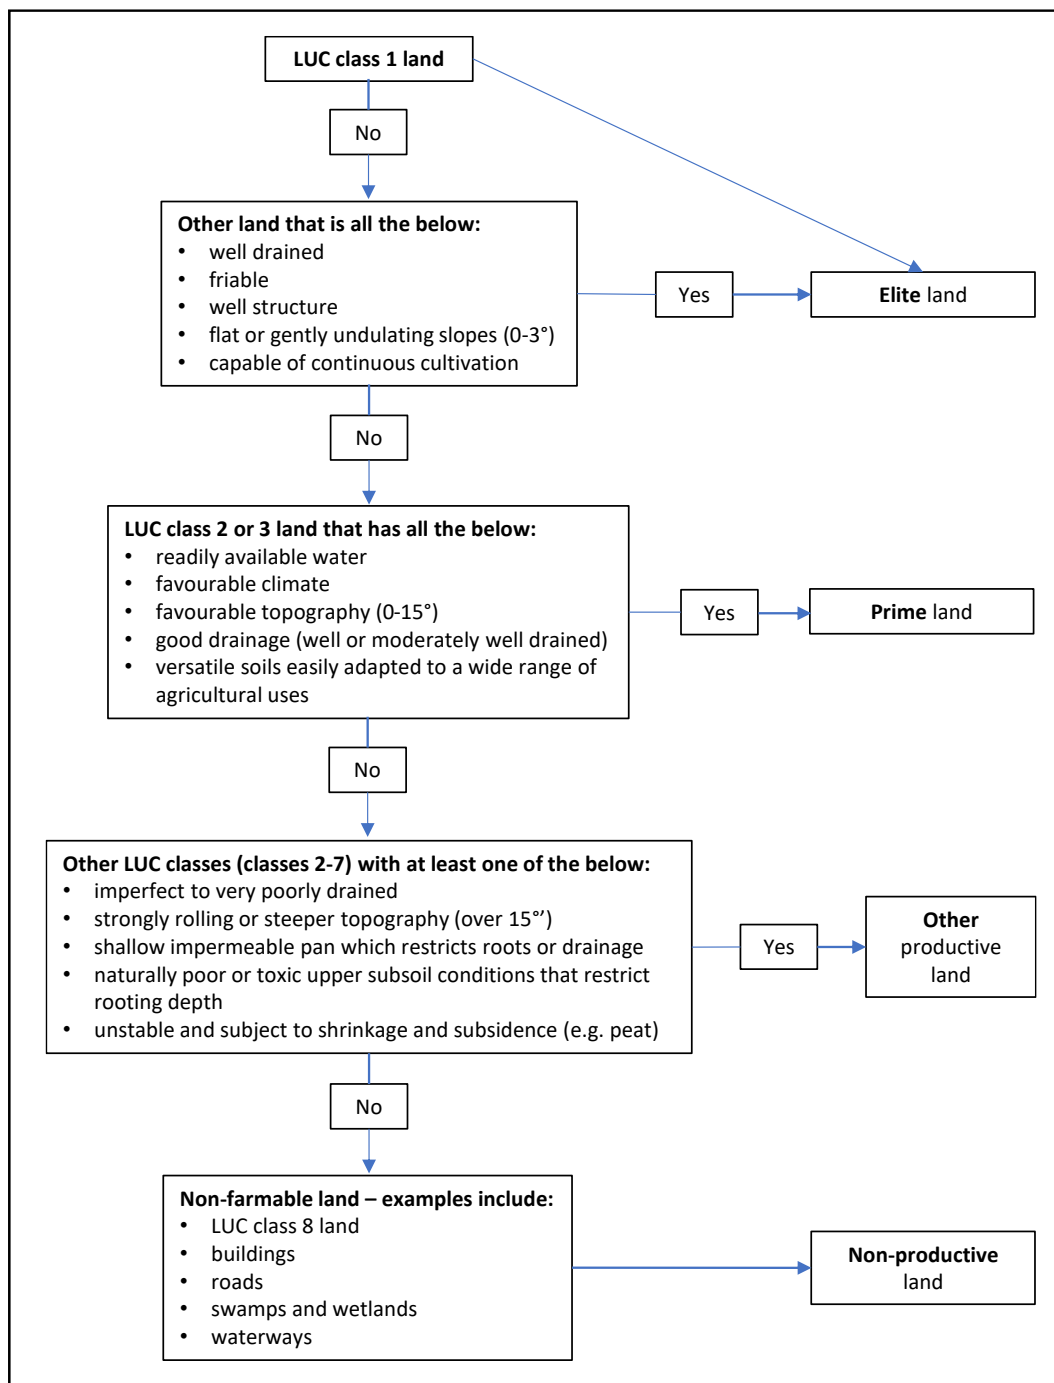 LUC class 1 land
No
Other land that is all the below:
• well drained
• friable
• well structure
• flat or gently undulating slopes (0-3°)
• capable of continuous cultivation
Yes
Elite land
No
LUC class 2 or 3 land that has all the below:
• readily available water
• favourable climate
• favourable topography (0-15°)
• good drainage (well or moderately well drained)
• versatile soils easily adapted to a wide range of
agricultural uses
Yes
Prime land
No
Other LUC classes (classes 2-7) with at least one of the below:
• imperfect to very poorly drained
• strongly rolling or steeper topography (over 15°’)
• shallow impermeable pan which restricts roots or drainage
• naturally poor or toxic upper subsoil conditions that restrict
rooting depth
• unstable and subject to shrinkage and subsidence (e.g. peat)
Yes
Other
productive
land
No
Non-farmable land – examples include:
• LUC class 8 land
• buildings
• roads
• swamps and wetlands
• waterways
Non-productive
land